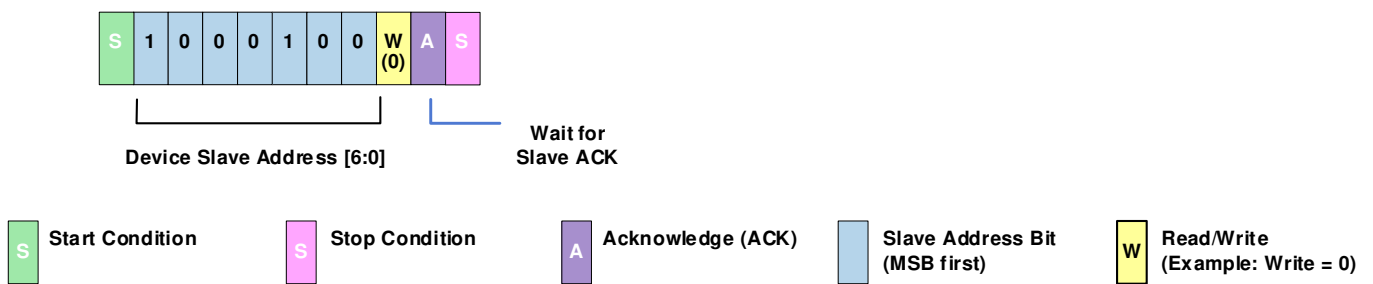 S 1 0 0 0 1 0 0 W A S
(0)
Device Slave Address [6:0]
Wait for
Slave ACK
S Start Condition
S Stop Condition
A Acknowledge (ACK)
Slave Address Bit
(MSB first)
W Read/Write
(Example: Write = 0)